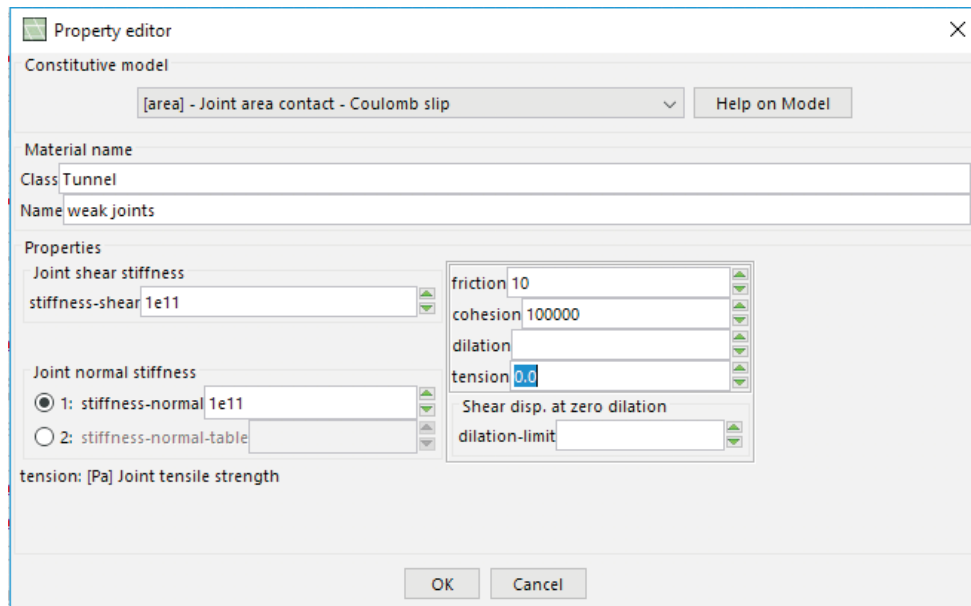 Property editor
Constitutive model
[area] - Joint area contact - Coulomb slip
Help on Model
Material name
Class Tunnel
Name weak joints
Properties
Joint shear stiffness
stiffness-shear 1e11
friction 10
cohesion 100000
dilation
tension 0.0
Joint normal stiffness
1: stiffness-normal 1e11
2: stiffness-normal-table
Shear disp. at zero dilation
dilation-limit
tension: [Pa] Joint tensile strength
OK
Cancel